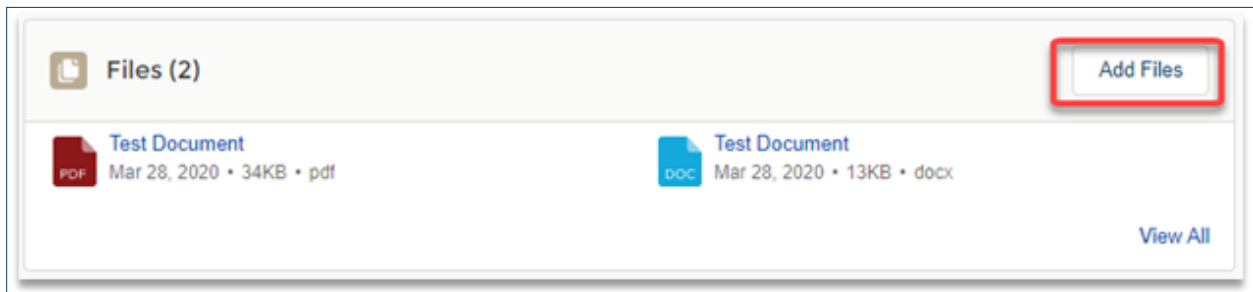 Files (2)
Add Files
Test Document
Mar 28, 2020 • 34KB • pdf
PDF
Test Document
Mar 28, 2020 • 13KB • docx
DOC
View All